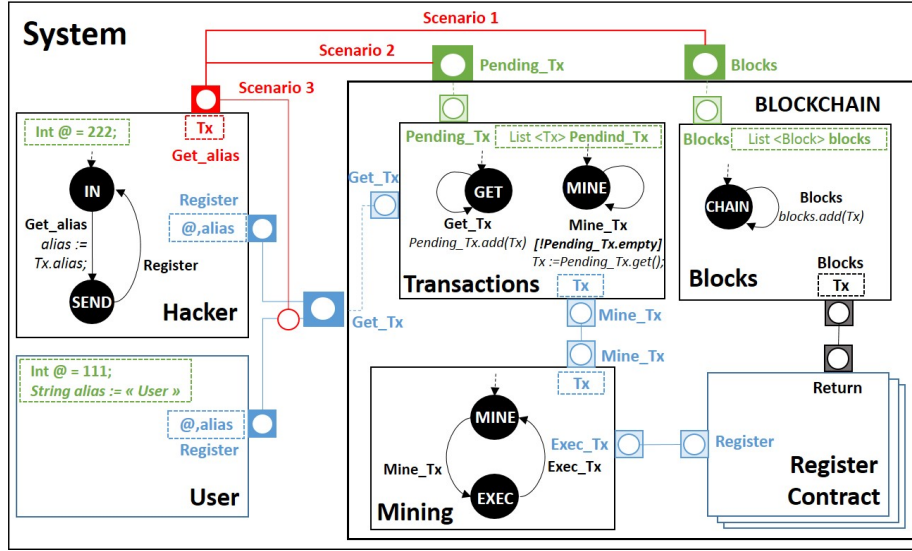 System
Scenario 1
Scenario 2
Scenario 3
Pending_Tx
Blocks
BLOCKCHAIN
Int @ = 222;
Tx
Get_alias
IN
Get_alias
alias :=
Tx.alias;
Register
SEND
Hacker
Register
@,alias
Get_Tx
Get_Tx
Pending_Tx
List <Tx> Pendind_Tx
GET
MINE
Get_Tx
Pending_Tx.add(Tx)
Mine_Tx
[!Pending_Tx.empty]
Tx :=Pending_Tx.get();
Transactions
Tx
Mine_Tx
Blocks
List <Block> blocks
CHAIN
Blocks
blocks.add(Tx)
Blocks
Blocks
Tx
Int @ = 111;
String alias := « User »
@,alias
Register
User
Mine_Tx
Tx
MINE
Mine_Tx
Exec_Tx
EXEC
Mining
Exec_Tx
Register
Return
Register
Contract